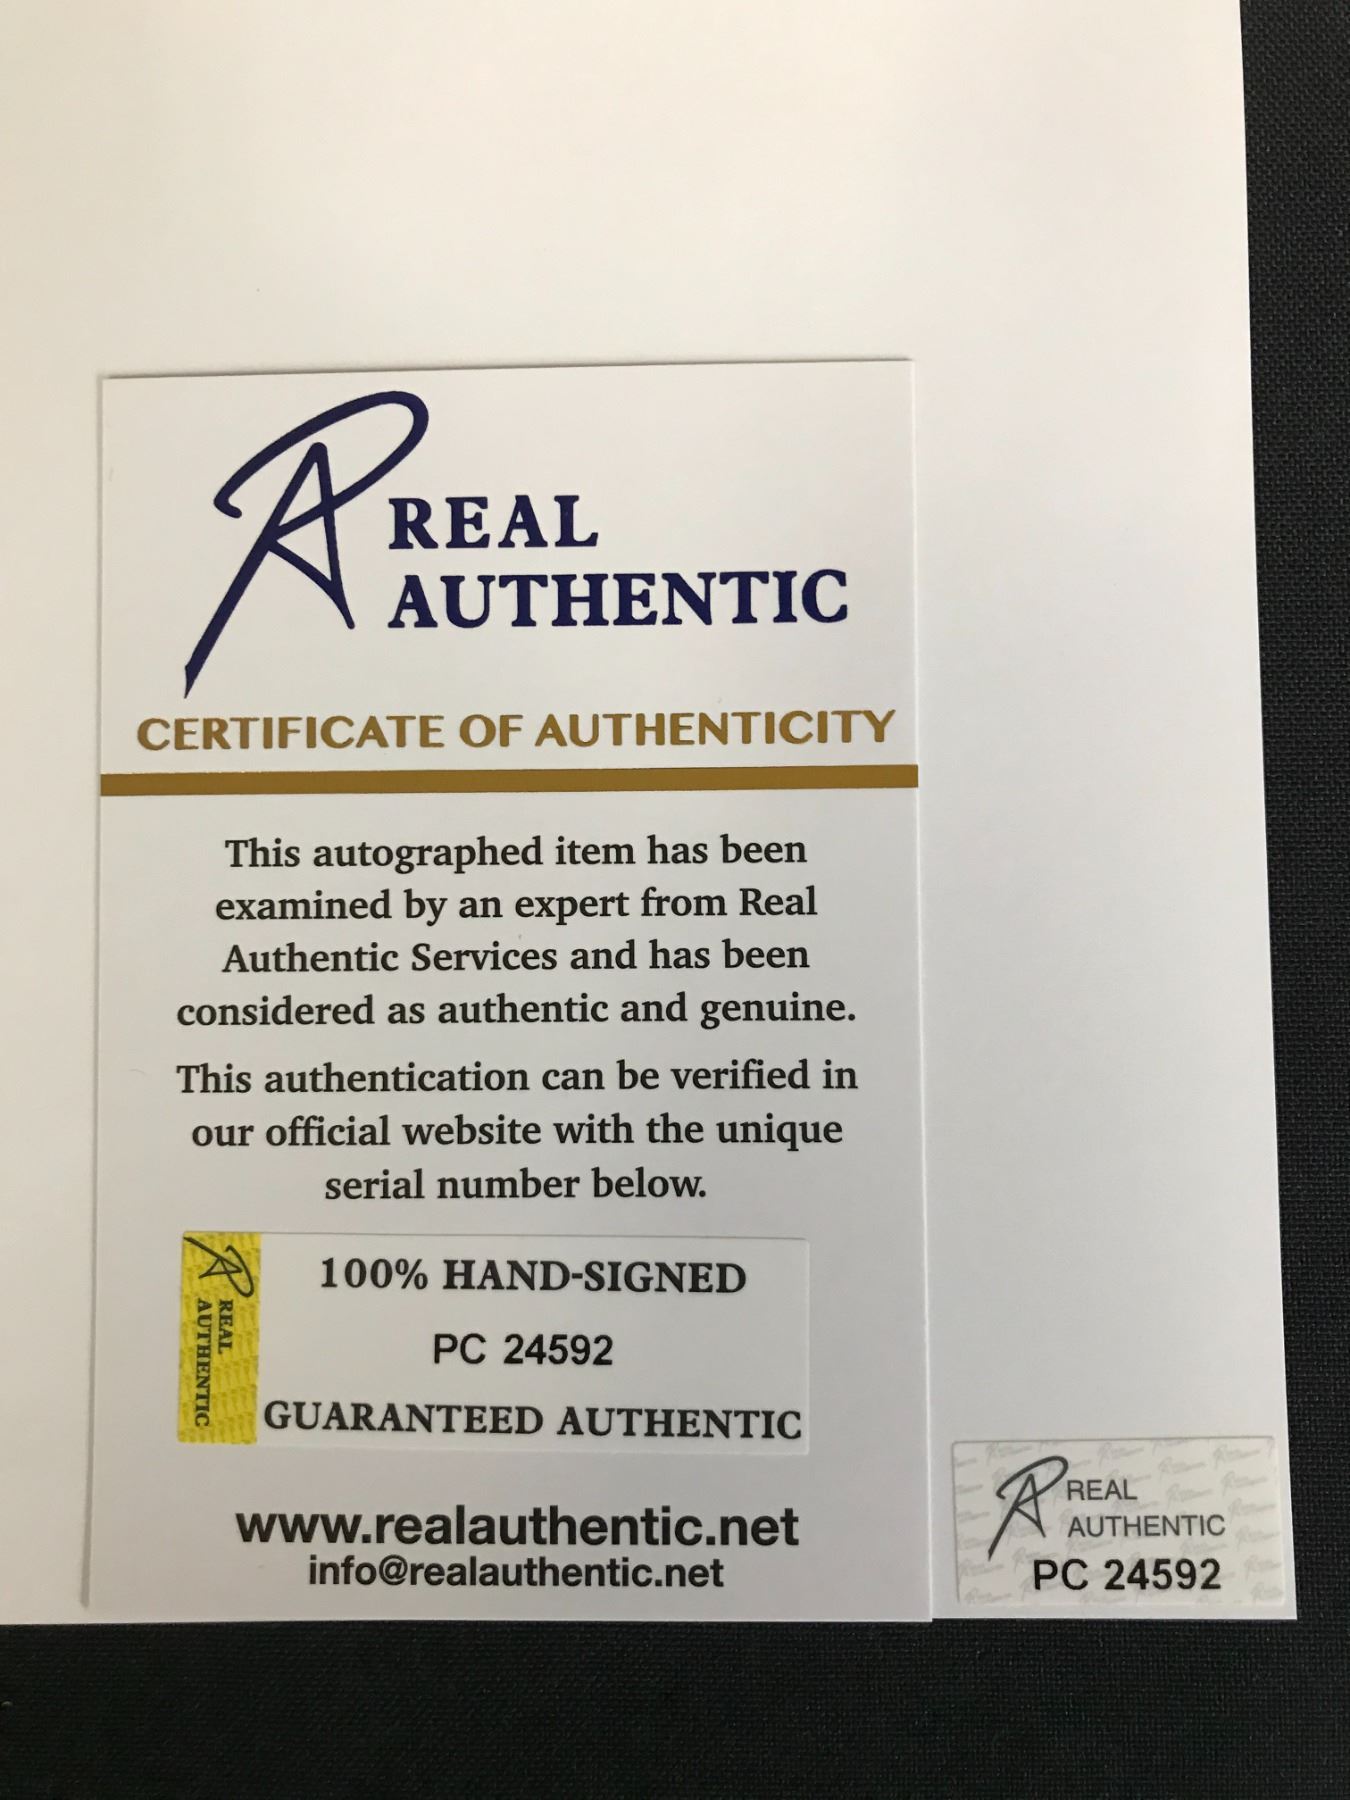 REAL
AUTHENTIC
CERTIFICATE OF AUTHENTICITY
This autographed item has been
examined by an expert from Real
Authentic Services and has been
considered as authentic and genuine.
This authentication can be verified in
our official website with the unique
serial number below.
REAL
AUTHENTIC
100% HAND-SIGNED
PC 24592
GUARANTEED AUTHENTIC
www.realauthentic.net
info@realauthentic.net
REAL
AUTHENTIC
PC 24592